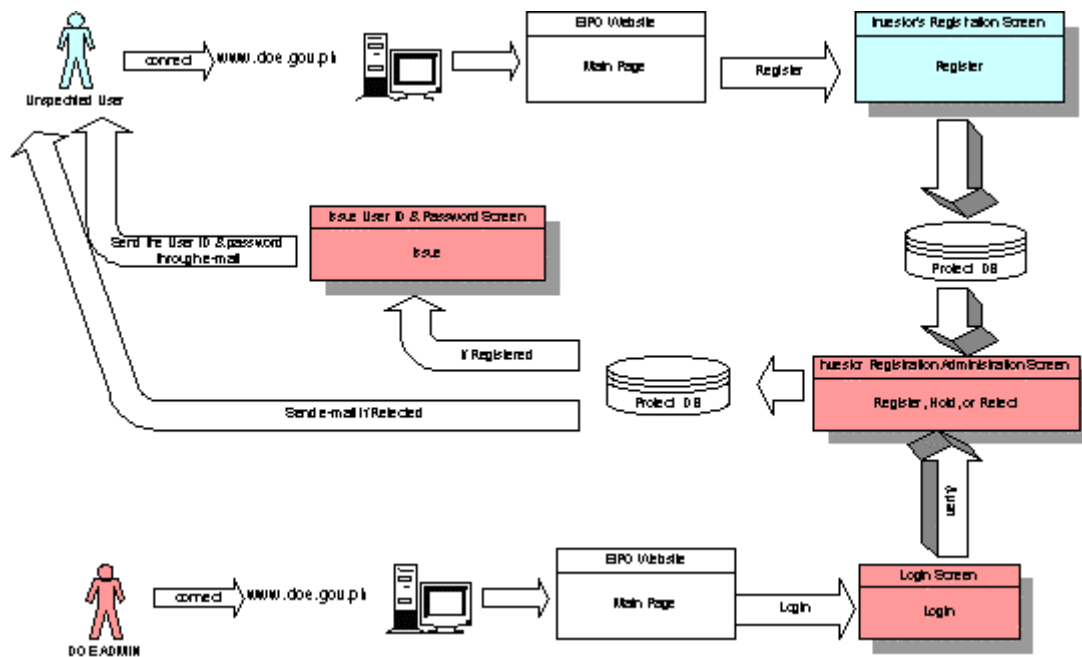 EIPO Website
Investor's Registration Screen
connect
www.doe.gov.ph
Main Page
Register
Register
Unspecified User
Issue User ID & Password Screen
Send the User ID & password
through e-mail
Issue
Project DB
If Registered
Investor Registration Administration Screen
Send e-mail if Rejected
Project DB
Register, Hold, or Reject
verify
EIPO Website
Login Screen
connect
www.doe.gov.ph
Main Page
Login
Login
DOE ADMIN